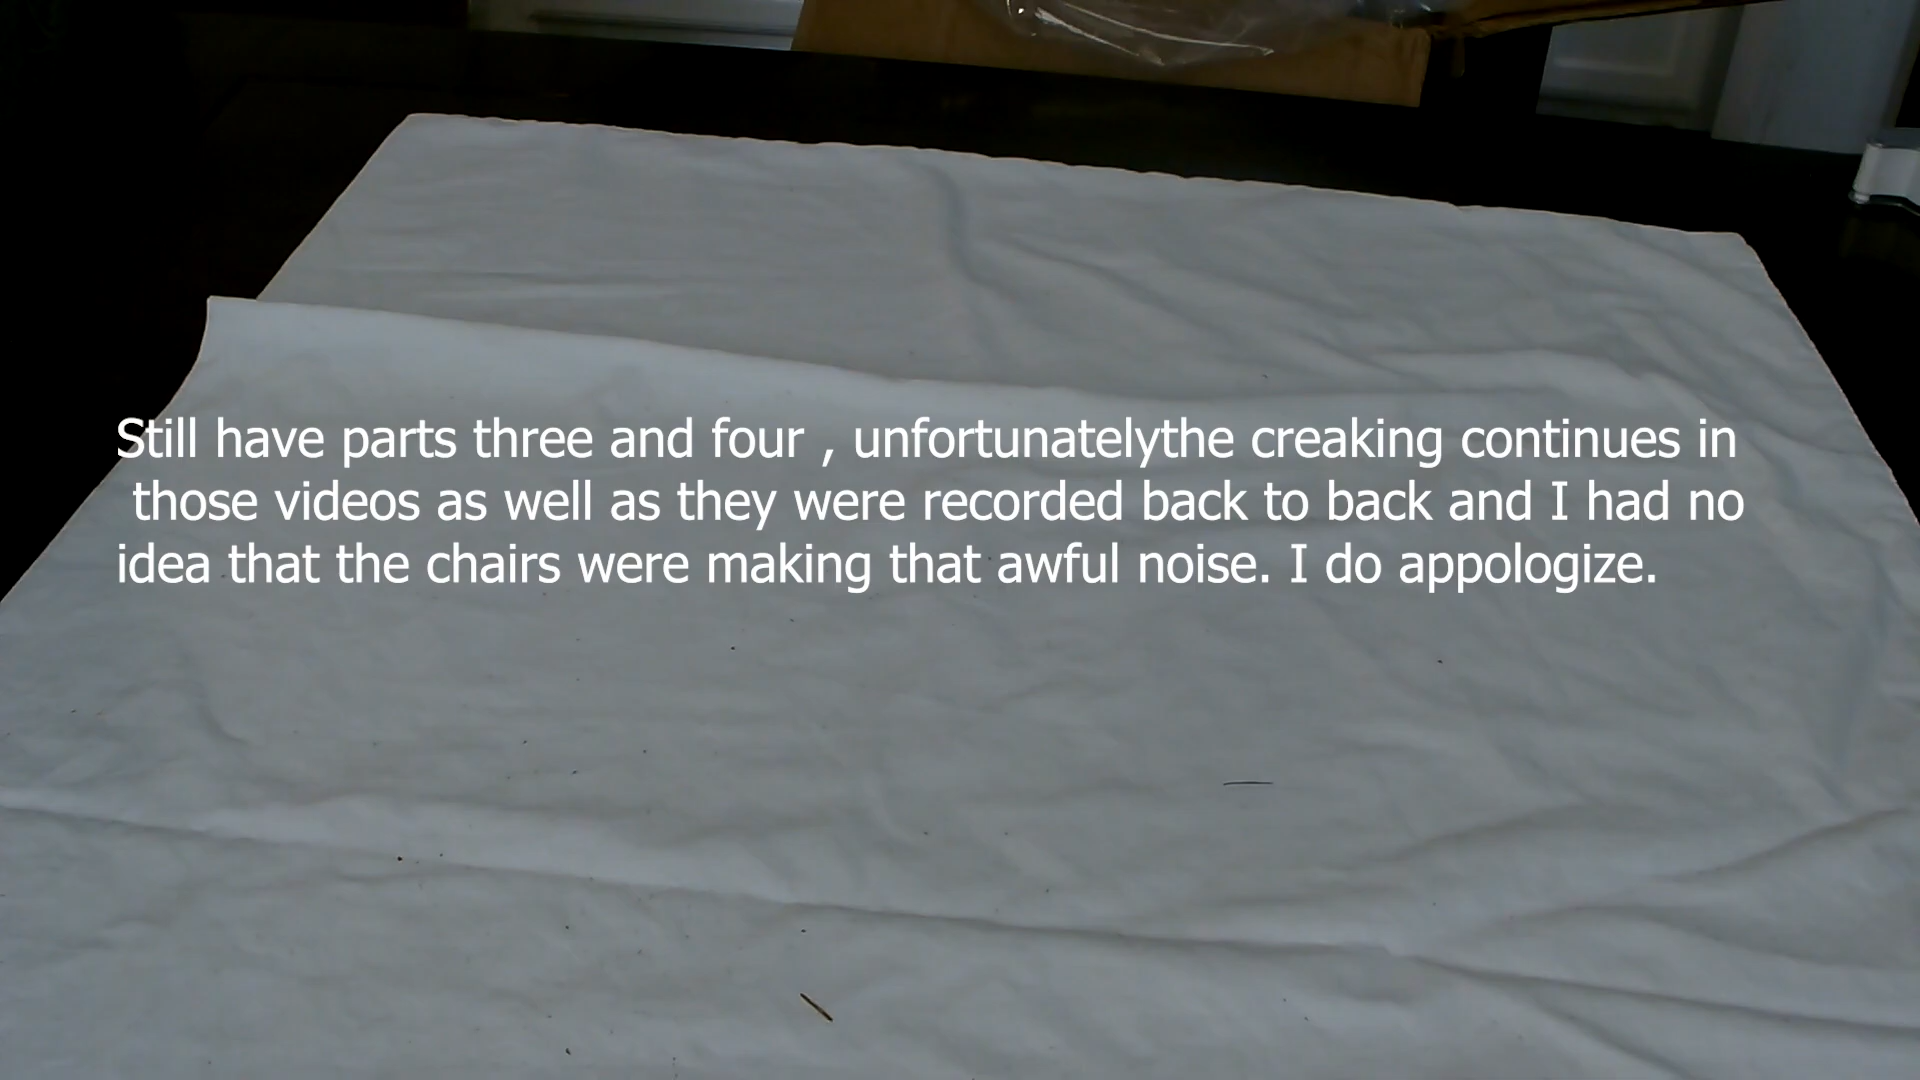 Still have parts three and four , unfortunatelythe creaking continues in
those videos as well as they were recorded back to back and I had no
idea that the chairs were making that awful noise. I do appologize.